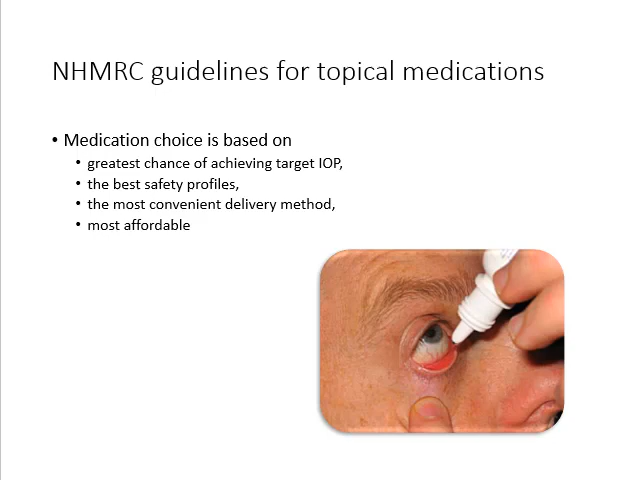 NHMRC guidelines for topical medications
• Medication choice is based on
• greatest chance of achieving target IOP,
• the best safety profiles,
• the most convenient delivery method,
• most affordable